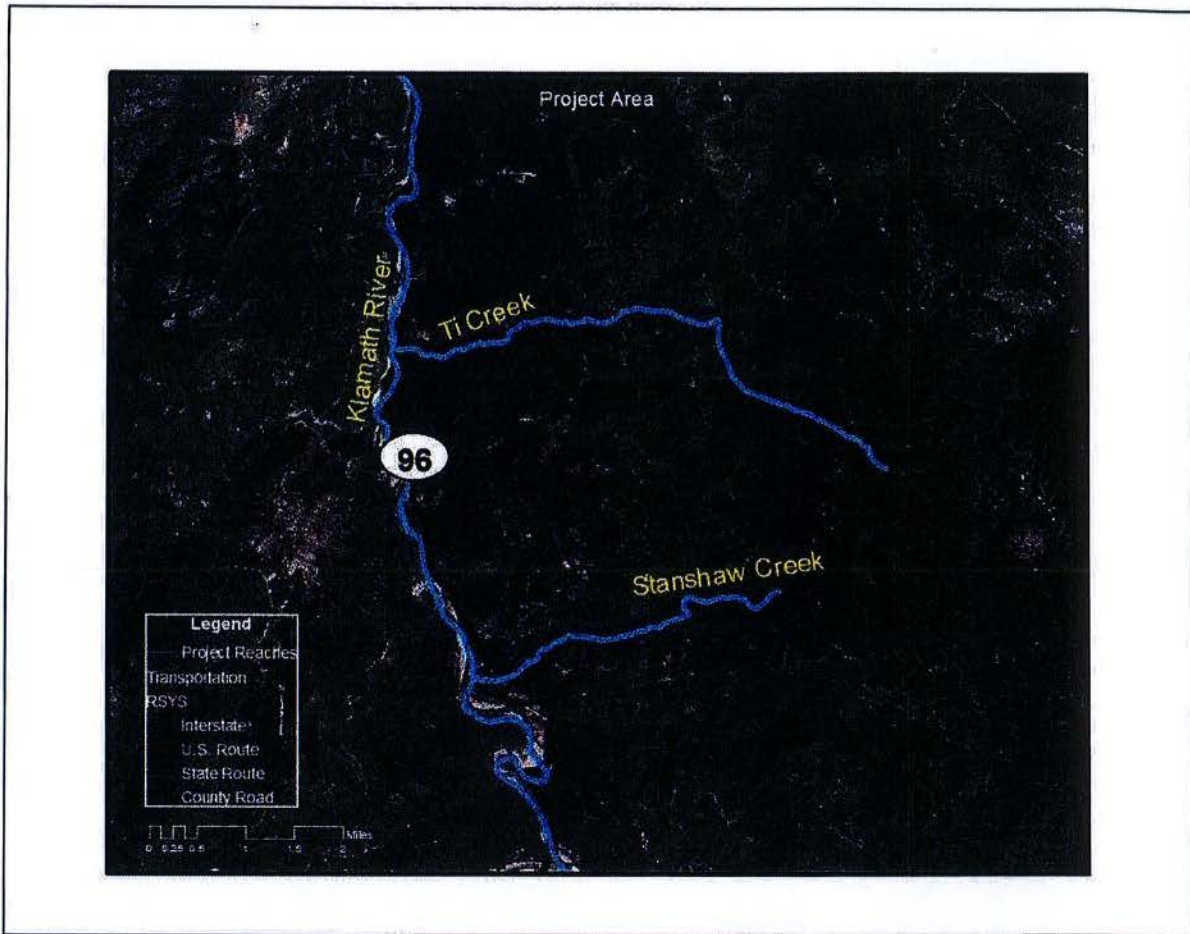 Project Area
Klamath River
Ti Creek
96
Stanshaw Creek
Legend
Project Reaches
Transportation
RSYS
Interstate
U.S. Route
State Route
County Road
Miles
0 0.25 0.5 1 1.5 2